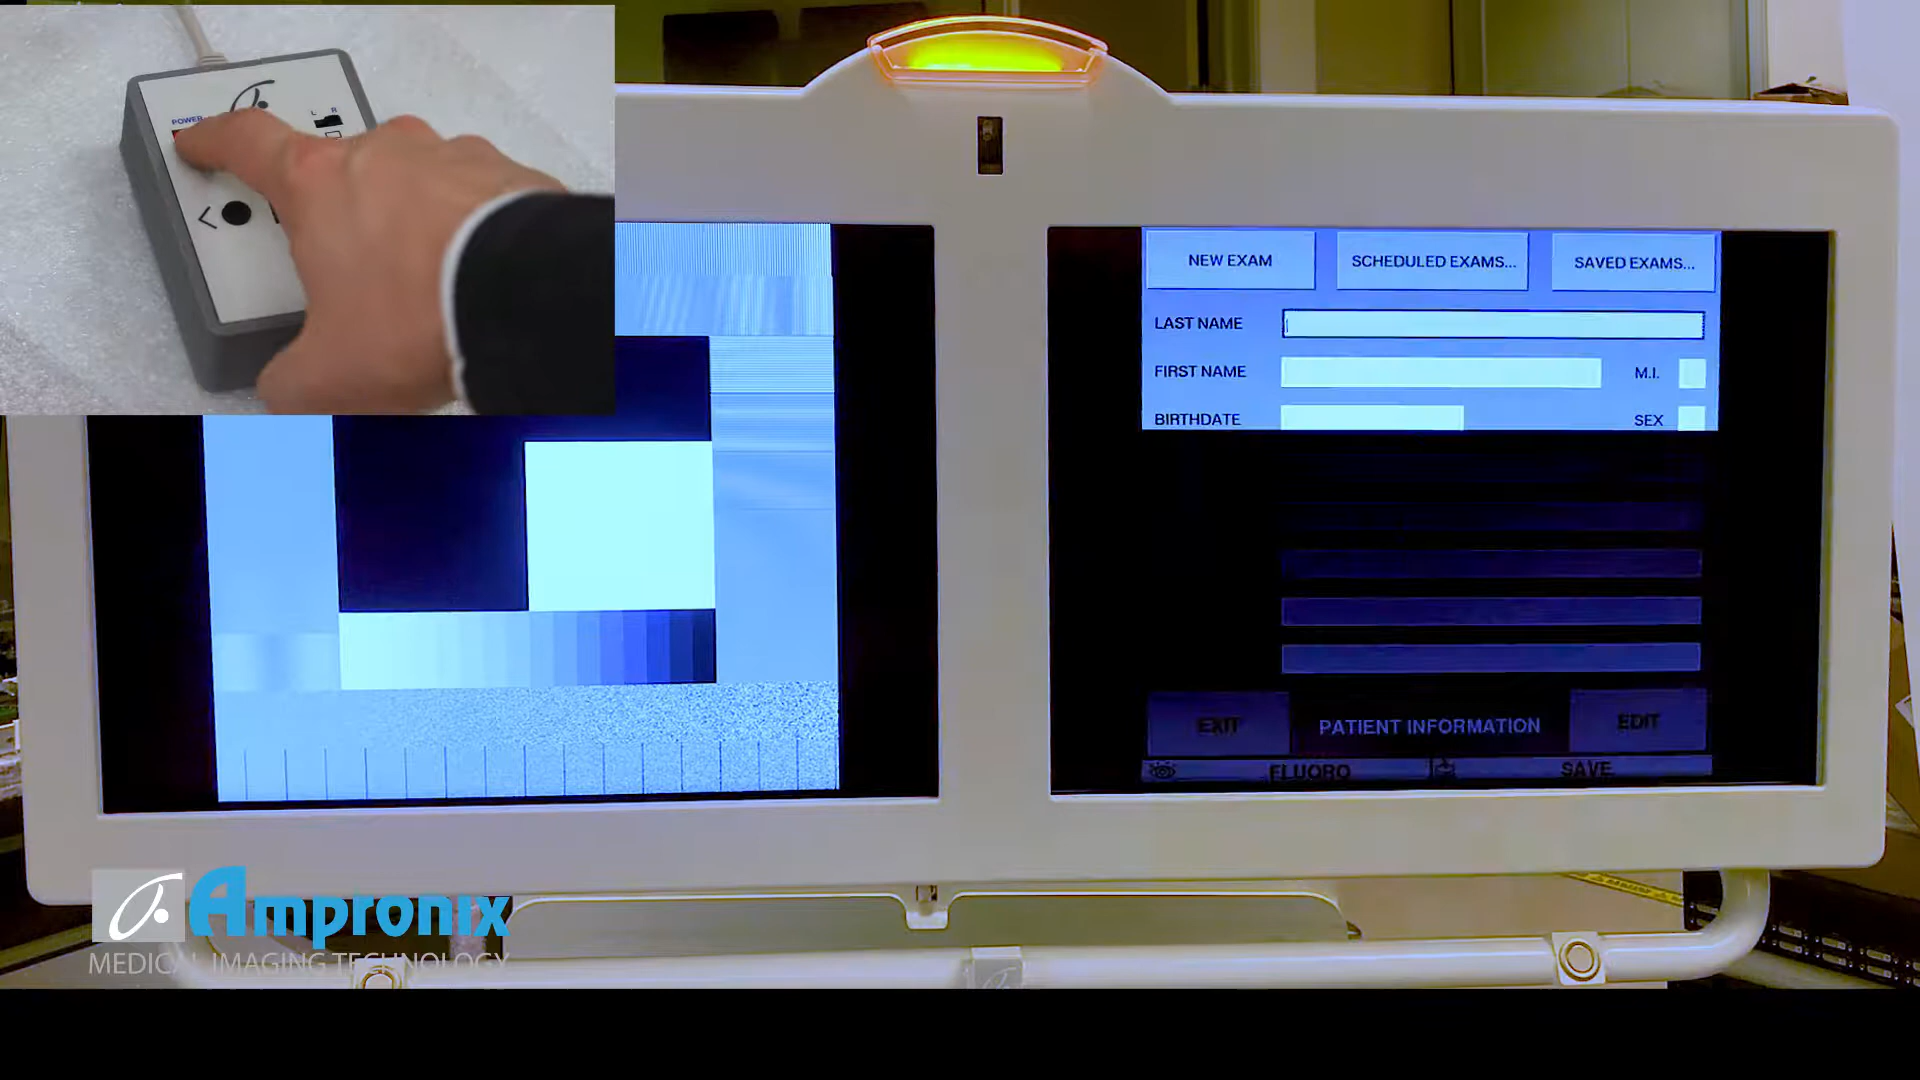 POWER
L R
NEW EXAM SCHEDULED EXAMS... SAVED EXAMS...
LAST NAME
FIRST NAME M.I.
BIRTHDATE SEX
EXIT PATIENT INFORMATION EDIT
FLUORO SAVE
Ampronix
MEDICAL IMAGING TECHNOLOGY